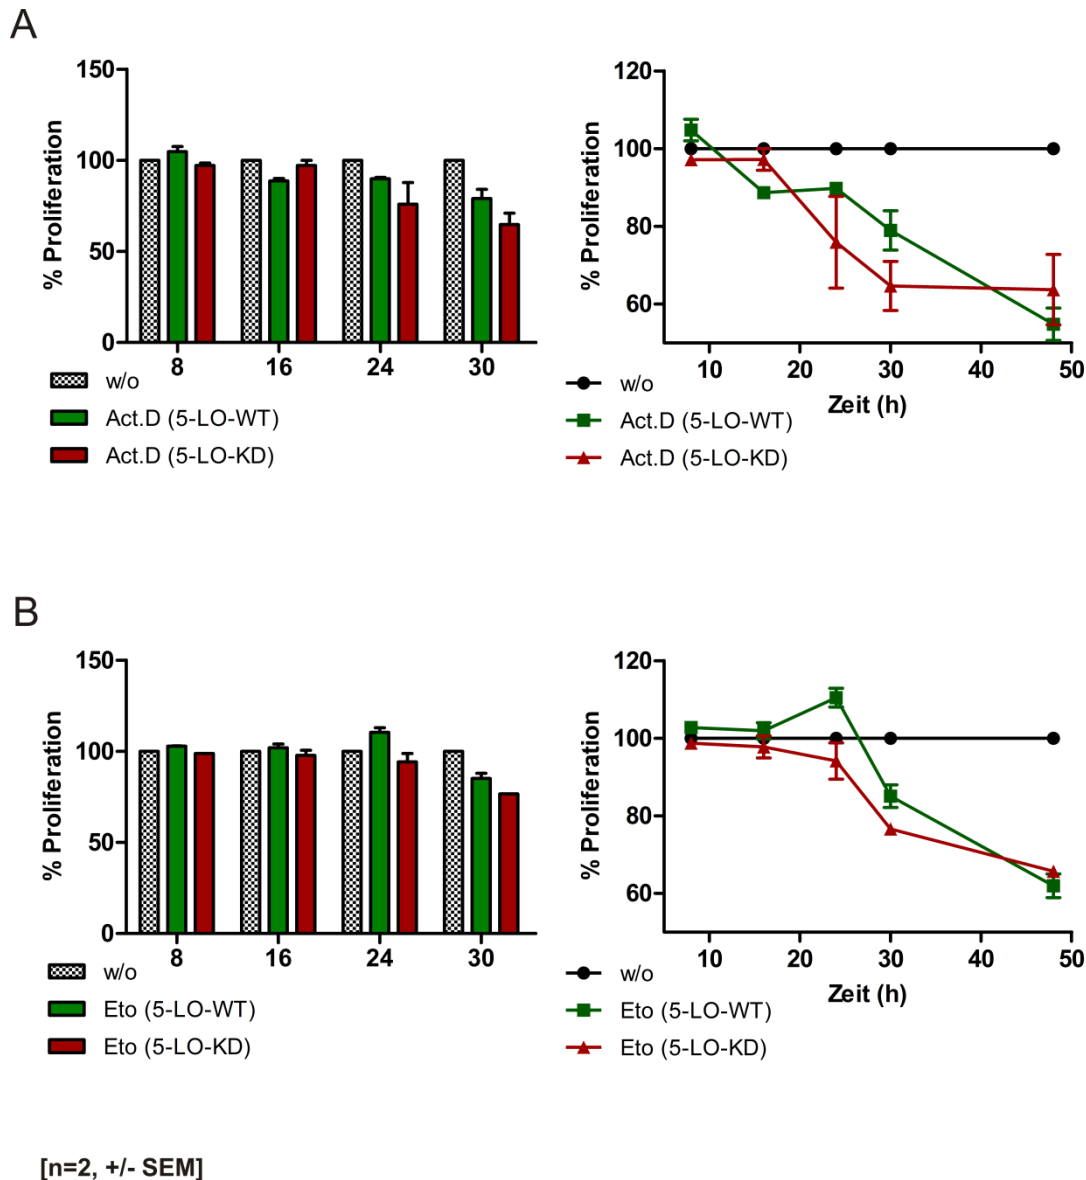 A
150
100
50
0
% Proliferation
8 16 24 30
w/o
Act.D (5-LO-WT)
Act.D (5-LO-KD)
120
100
80
60
% Proliferation
10 20 30 40 50
Zeit (h)
w/o
Act.D (5-LO-WT)
Act.D (5-LO-KD)
B
150
100
50
0
% Proliferation
8 16 24 30
w/o
Eto (5-LO-WT)
Eto (5-LO-KD)
120
100
80
60
% Proliferation
10 20 30 40 50
Zeit (h)
w/o
Eto (5-LO-WT)
Eto (5-LO-KD)
[n=2, +/- SEM]